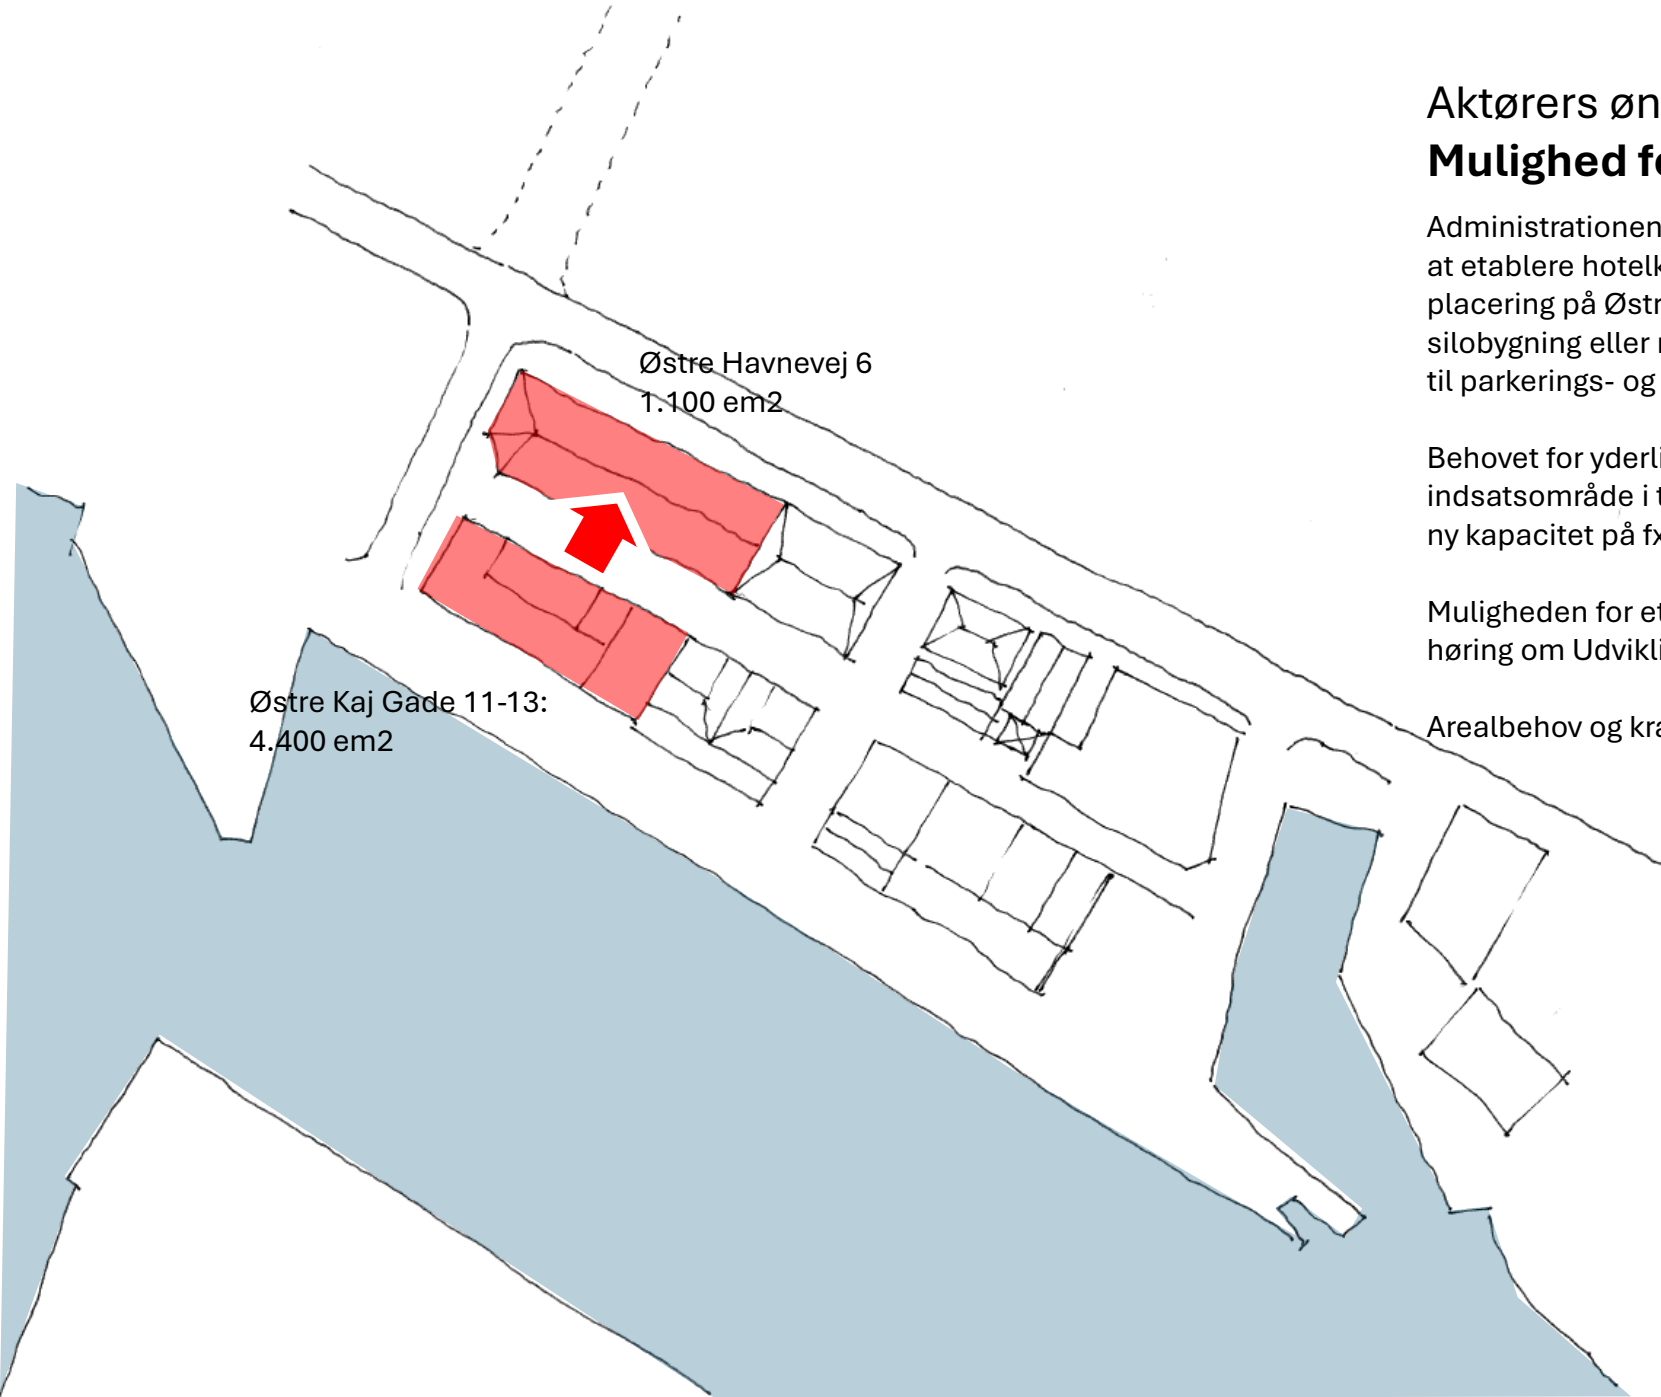 Aktørers øn
Mulighed fo
Administrationen
at etablere hotelk
placering på Østr
silobygning eller
til parkerings- og
Behovet for yderli
indsatsområde i t
ny kapacitet på fx
Muligheden for et
høring om Udvikli
Arealbehov og kra
Østre Havnevej 6
1.100 em2
Østre Kaj Gade 11-13:
4.400 em2